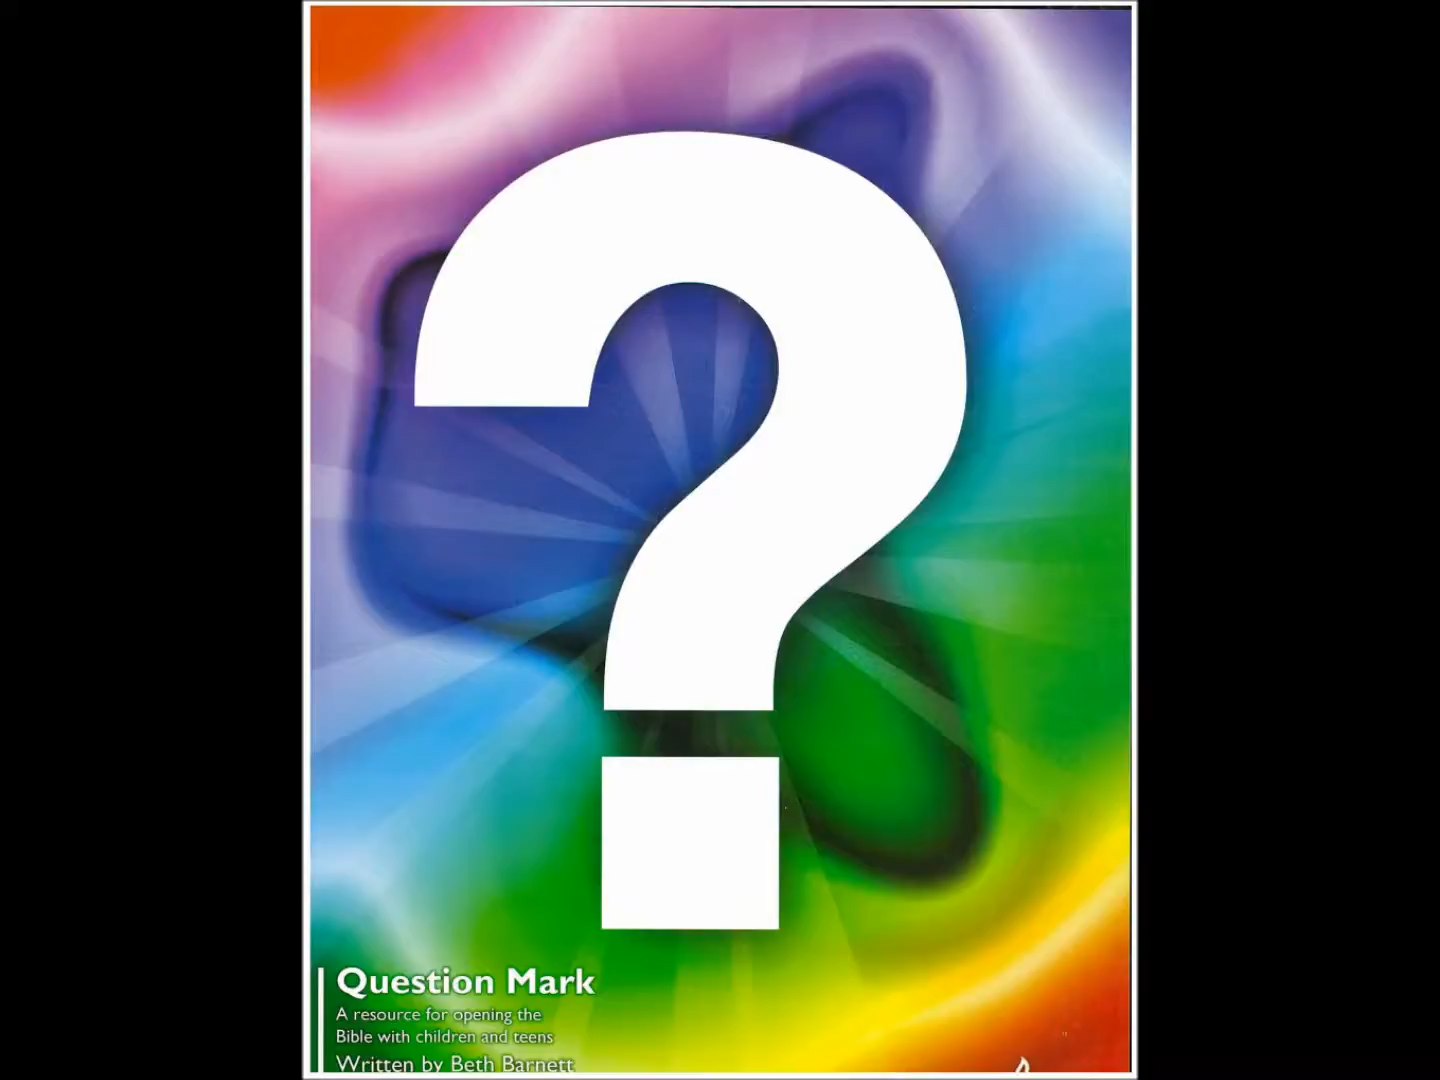 ?
Question Mark
A resource for opening the
Bible with children and teens
Written by Beth Barnett